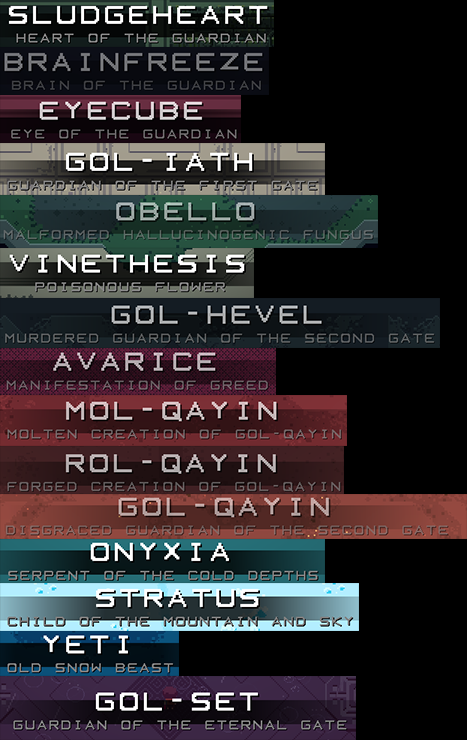 SLUDGEHEART
HEART OF THE GUARDIAN
BRAINFREEZE
BRAIN OF THE GUARDIAN
EYECUBE
EYE OF THE GUARDIAN
GOL-IATH
GUARDIAN OF THE FIRST GATE
OBELLO
MALFORMED HALLUCINOGENIC FUNGUS
VINETHESIS
POISONOUS FLOWER
GOL-HEVEL
MURDERED GUARDIAN OF THE SECOND GATE
AVARICE
MANIFESTATION OF GREED
MOL-QAYIN
MOLTEN CREATION OF GOL-QAYIN
ROL-QAYIN
FORGED CREATION OF GOL-QAYIN
GOL-QAYIN
DISGRACED GUARDIAN OF THE SECOND GATE
ONYXIA
SERPENT OF THE COLD DEPTHS
STRATUS
CHILD OF THE MOUNTAIN AND SKY
YETI
OLD SNOW BEAST
GOL-SET
GUARDIAN OF THE ETERNAL GATE